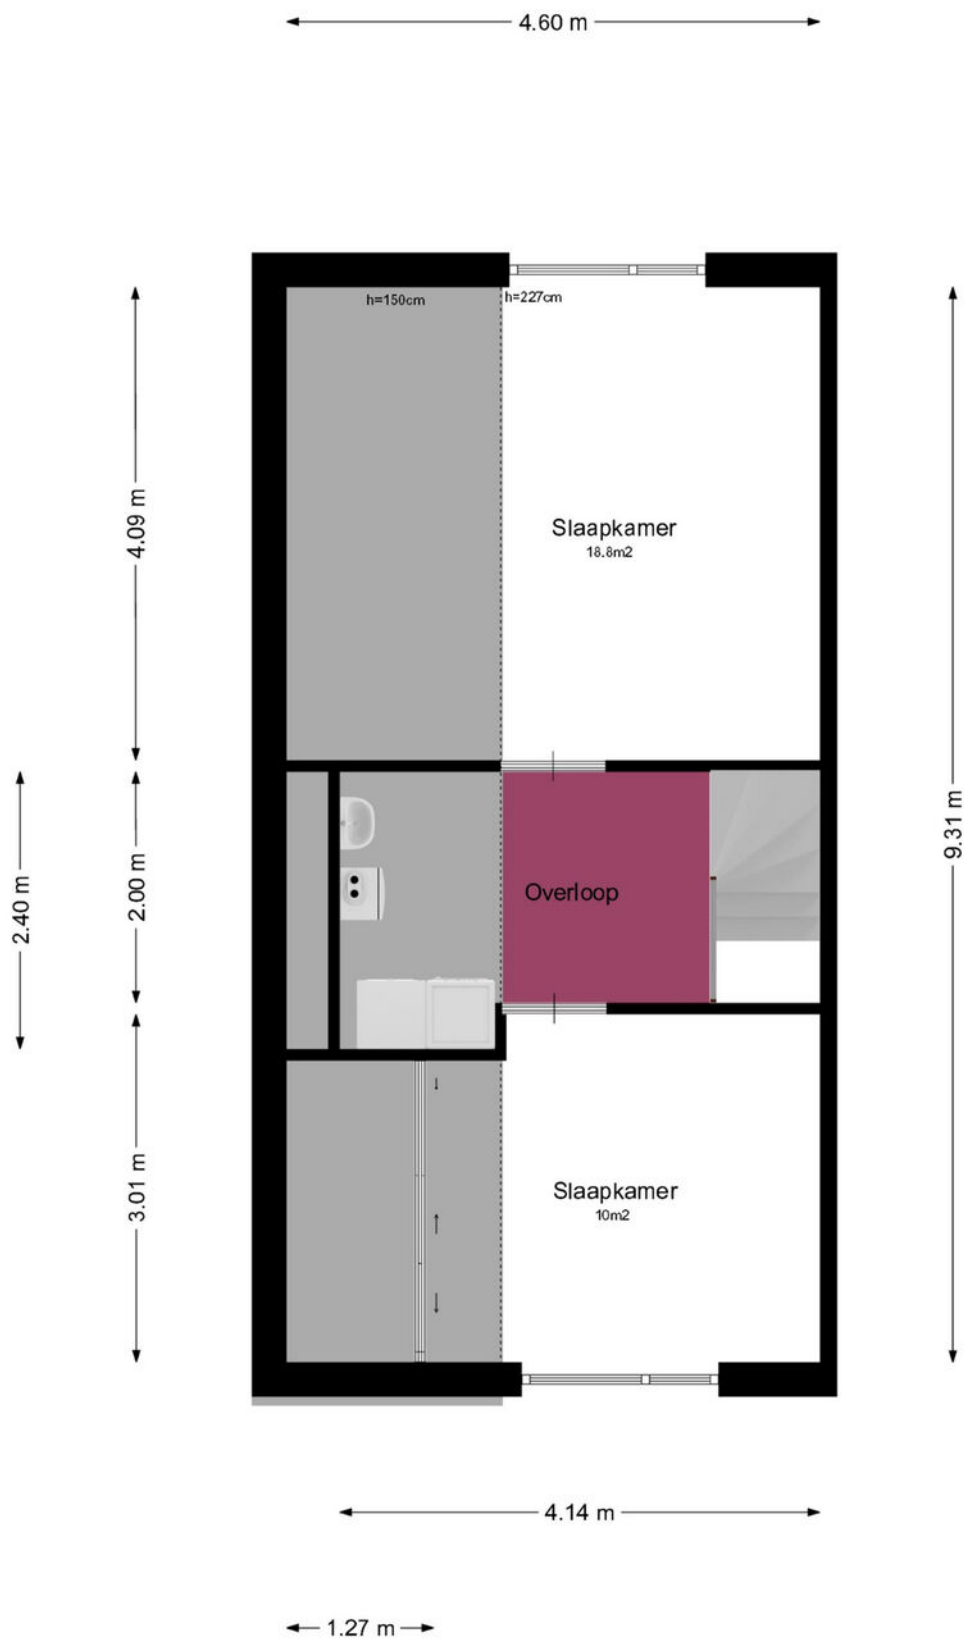 4.60 m
h=150cm
h=227cm
4.09 m
Slaapkamer
18.8m2
9.31 m
2.40 m
2.00 m
Overloop
3.01 m
Slaapkamer
10m2
4.14 m
1.27 m